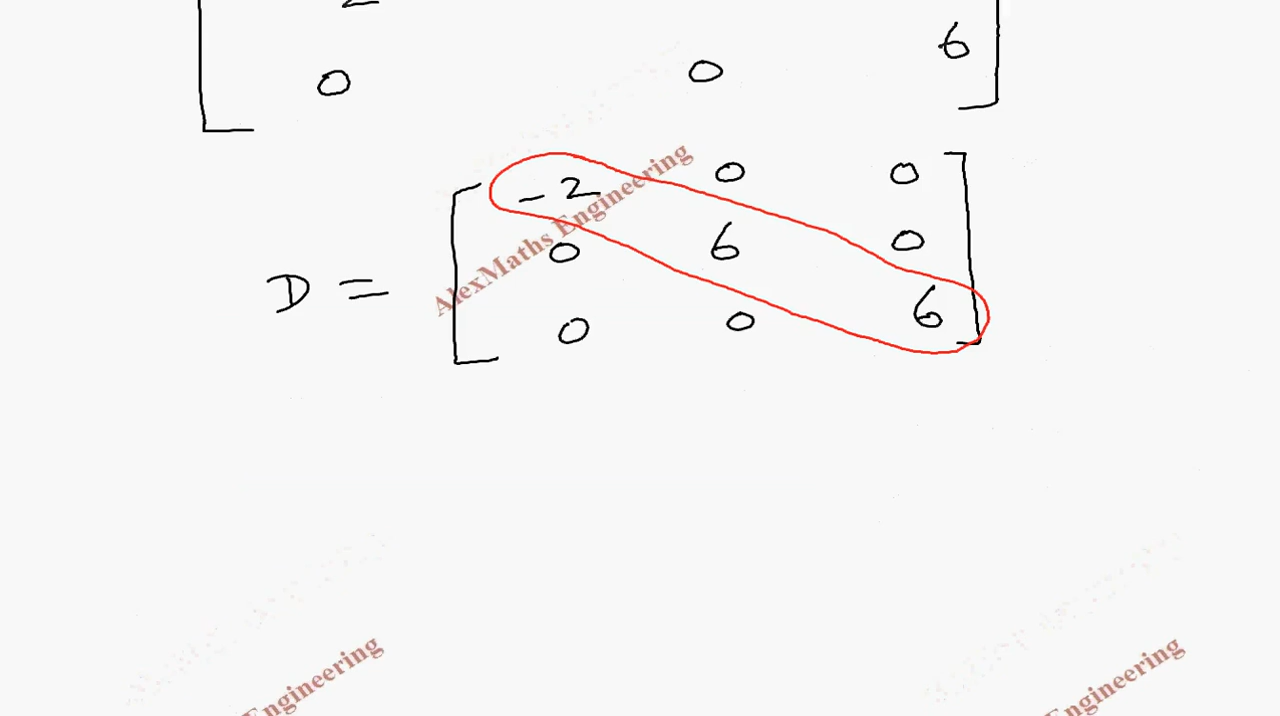 6
0 0
-2 0 0
0 6 0
D =
0 0 6
AlexMaths Engineering
Engineering
Engineering